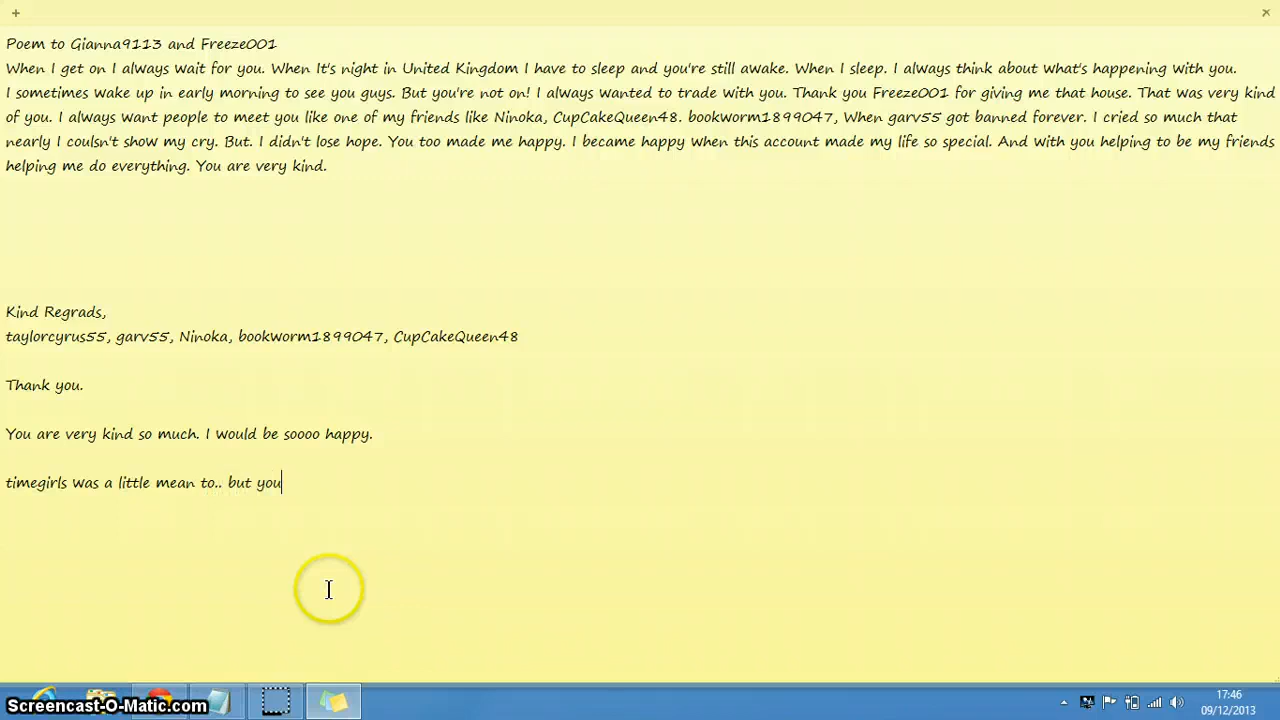 Poem to Gianna9113 and Freeze001
When I get on I always wait for you. When It's night in United Kingdom I have to sleep and you're still awake. When I sleep. I always think about what's happening with you.
I sometimes wake up in early morning to see you guys. But you're not on! I always wanted to trade with you. Thank you Freeze001 for giving me that house. That was very kind
of you. I always want people to meet you like one of my friends like Ninoka, CupCakeQueen48. bookworm1899047, When garv55 got banned forever. I cried so much that
nearly I coulsn't show my cry. But. I didn't lose hope. You too made me happy. I became happy when this account made my life so special. And with you helping to be my friends
helping me do everything. You are very kind.
Kind Regrads,
taylorcyrus55, garv55, Ninoka, bookworm1899047, CupCakeQueen48
Thank you.
You are very kind so much. I would be soooo happy.
timegirls was a little mean to.. but you
Screencast-O-Matic.com
17:46
09/12/2013